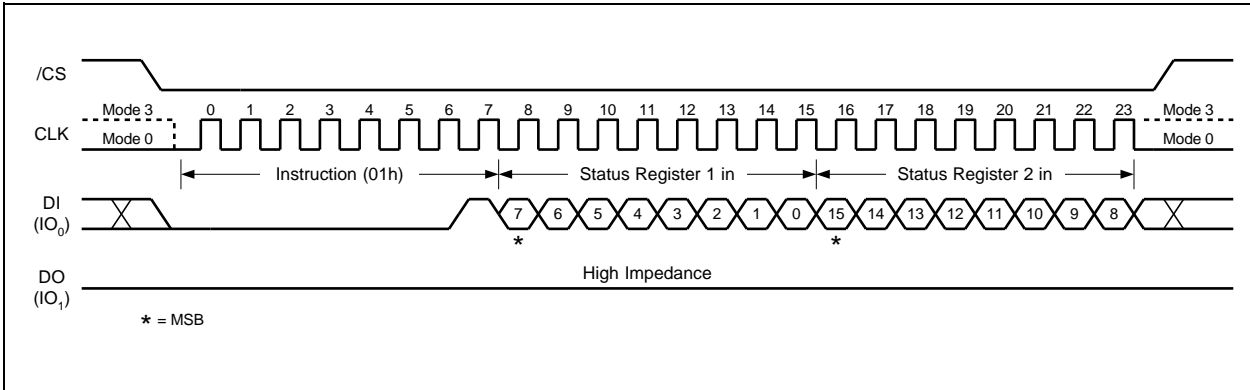 /CS
Mode 3 0 1 2 3 4 5 6 7 8 9 10 11 12 13 14 15 16 17 18 19 20 21 22 23 Mode 3
CLK Mode 0 Mode 0
Instruction (01h) Status Register 1 in Status Register 2 in
DI
(IO0) 7 6 5 4 3 2 1 0 15 14 13 12 11 10 9 8
* *
High Impedance
DO
(IO1)
* = MSB